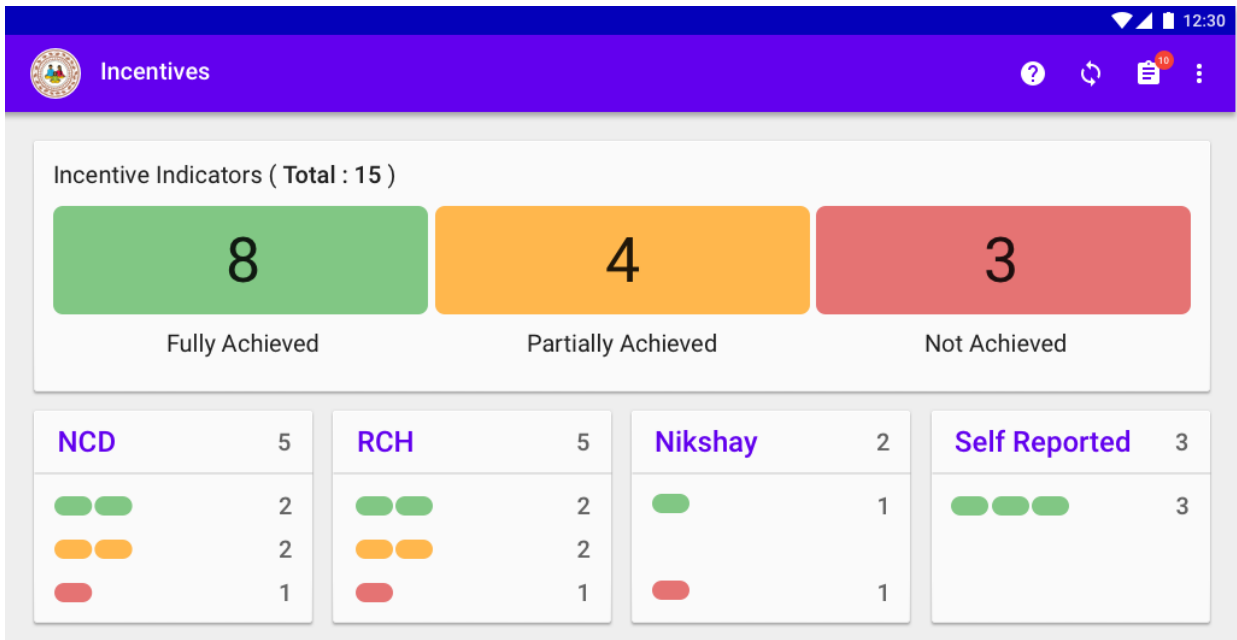 12:30
Incentives
10
Incentive Indicators ( Total : 15 )
8 4 3
Fully Achieved Partially Achieved Not Achieved
NCD 5 RCH 5 Nikshay 2 Self Reported 3
2 2 1 3
2 2
1 1 1